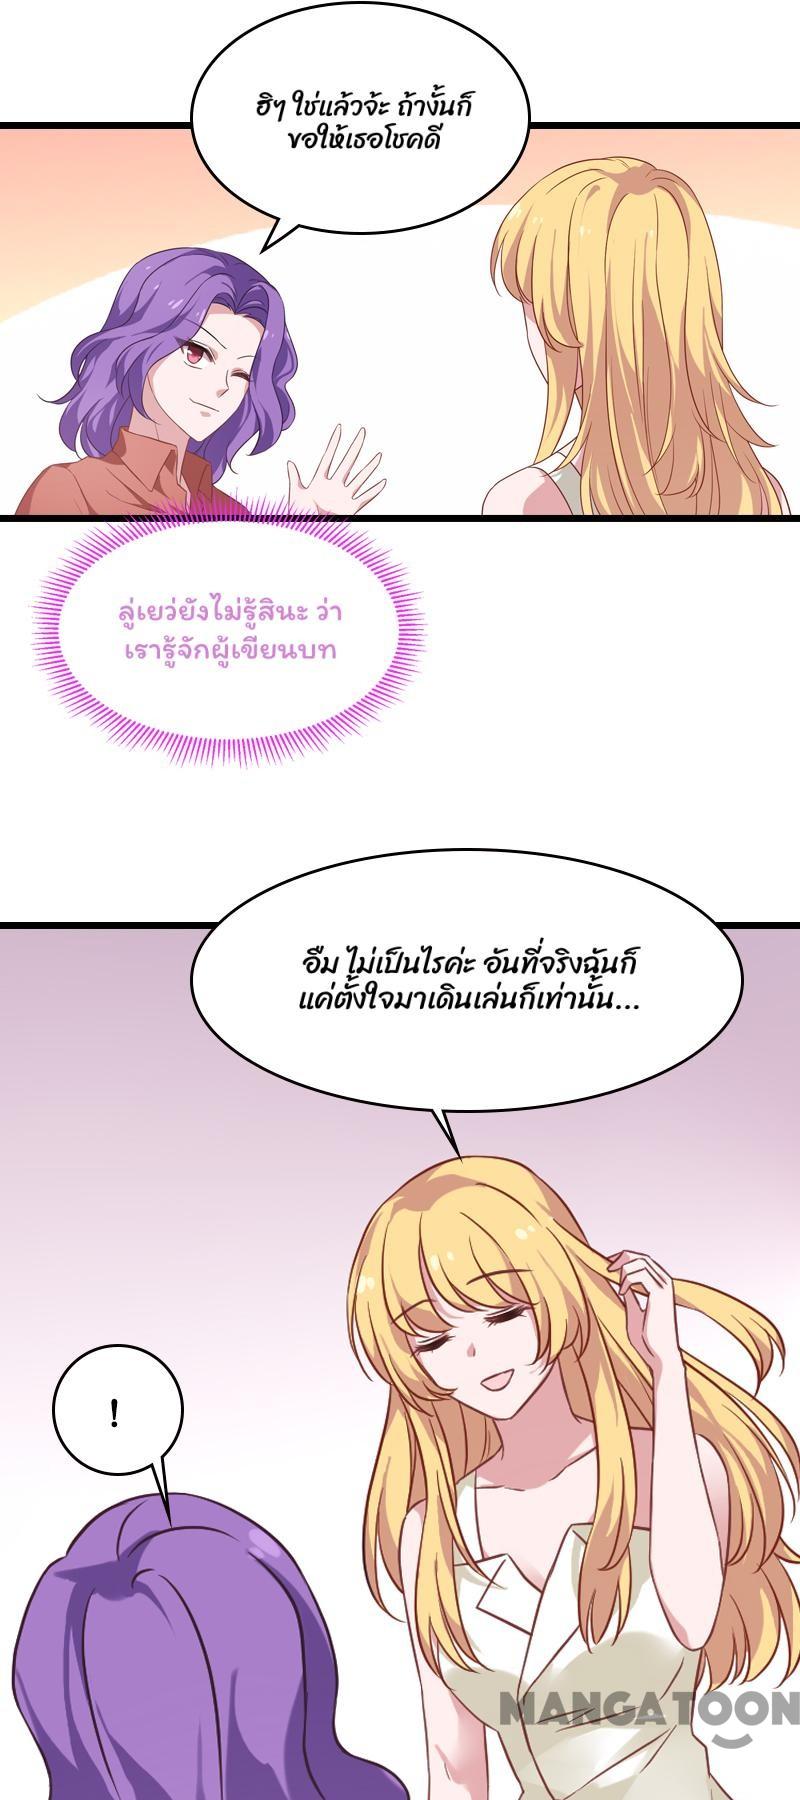 ฮิๆ ใช่แล้วจ้ะ ถ้างั้นก็
ขอให้เธอโชคดี
ลู่เยว่ยังไม่รู้สินะ ว่า
เรารู้จักผู้เขียนบท
อืม ไม่เป็นไรค่ะ อันที่จริงฉันก็
แค่ตั้งใจมาเดินเล่นก็เท่านั้น...
!
MANGATOON